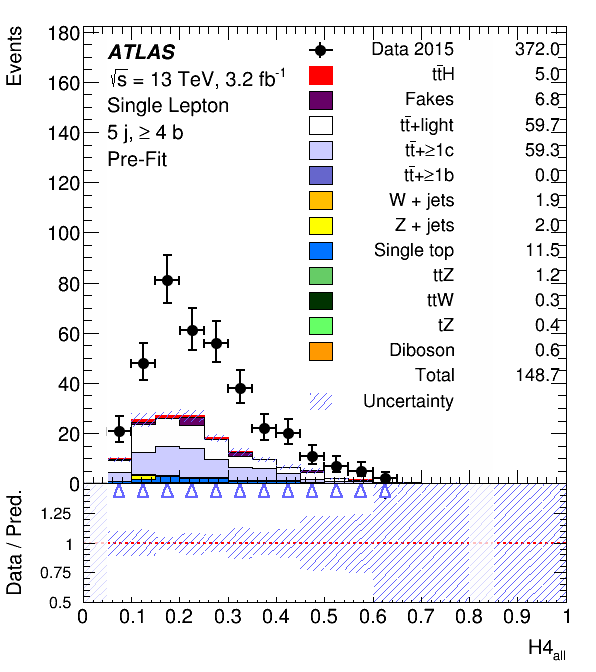 Events
180
160
140
120
100
80
60
40
20
0
ATLAS
√s = 13 TeV, 3.2 fb⁻¹
Single Lepton
5 j, ≥ 4 b
Pre-Fit
Data 2015 372.0
tt̄H 5.0
Fakes 6.8
tt̄+light 59.7
tt̄+≥1c 59.3
tt̄+≥1b 0.0
W + jets 1.9
Z + jets 2.0
Single top 11.5
ttZ 1.2
ttW 0.3
tZ 0.4
Diboson 0.6
Total 148.7
Uncertainty
Data / Pred.
1.25
1
0.75
0.5
0 0.1 0.2 0.3 0.4 0.5 0.6 0.7 0.8 0.9 1
H4_all